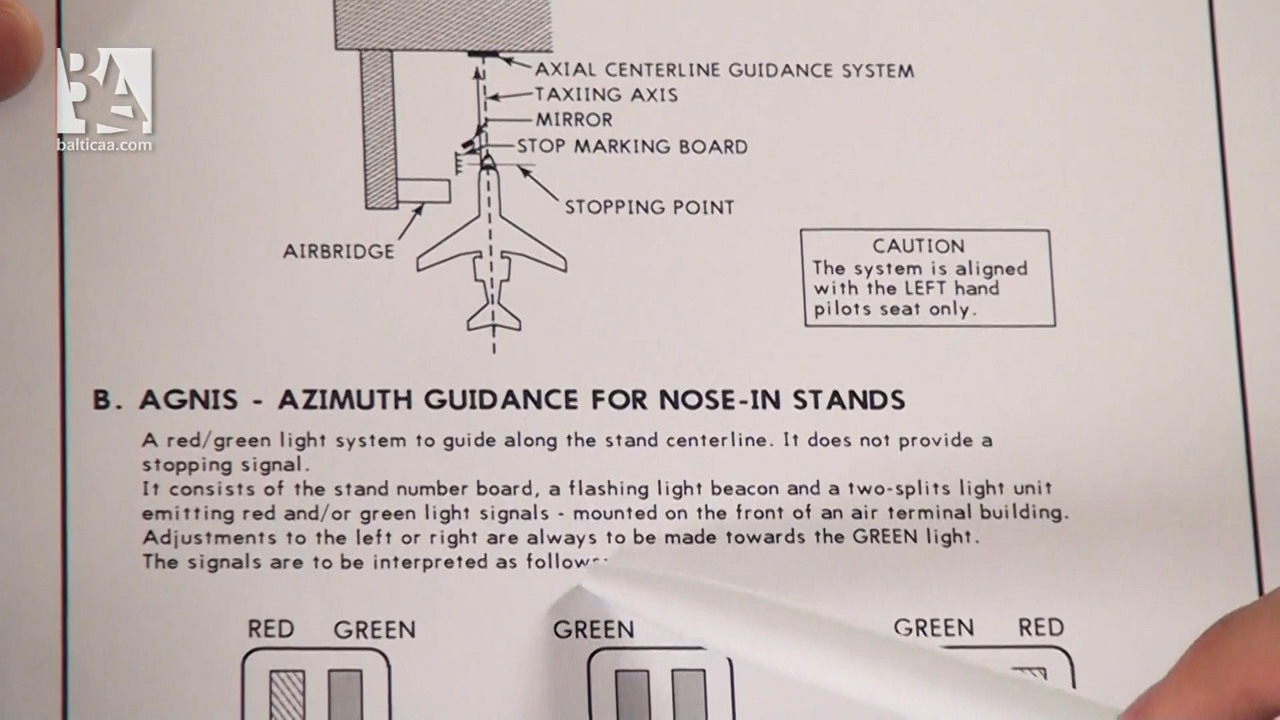 BA
balticaa.com
AXIAL CENTERLINE GUIDANCE SYSTEM
TAXIING AXIS
MIRROR
STOP MARKING BOARD
STOPPING POINT
AIRBRIDGE
CAUTION
The system is aligned
with the LEFT hand
pilots seat only.
B. AGNIS - AZIMUTH GUIDANCE FOR NOSE-IN STANDS
A red/green light system to guide along the stand centerline. It does not provide a
stopping signal.
It consists of the stand number board, a flashing light beacon and a two-splits light unit
emitting red and/or green light signals - mounted on the front of an air terminal building.
Adjustments to the left or right are always to be made towards the GREEN light.
The signals are to be interpreted as follows:
RED GREEN
GREEN
GREEN RED